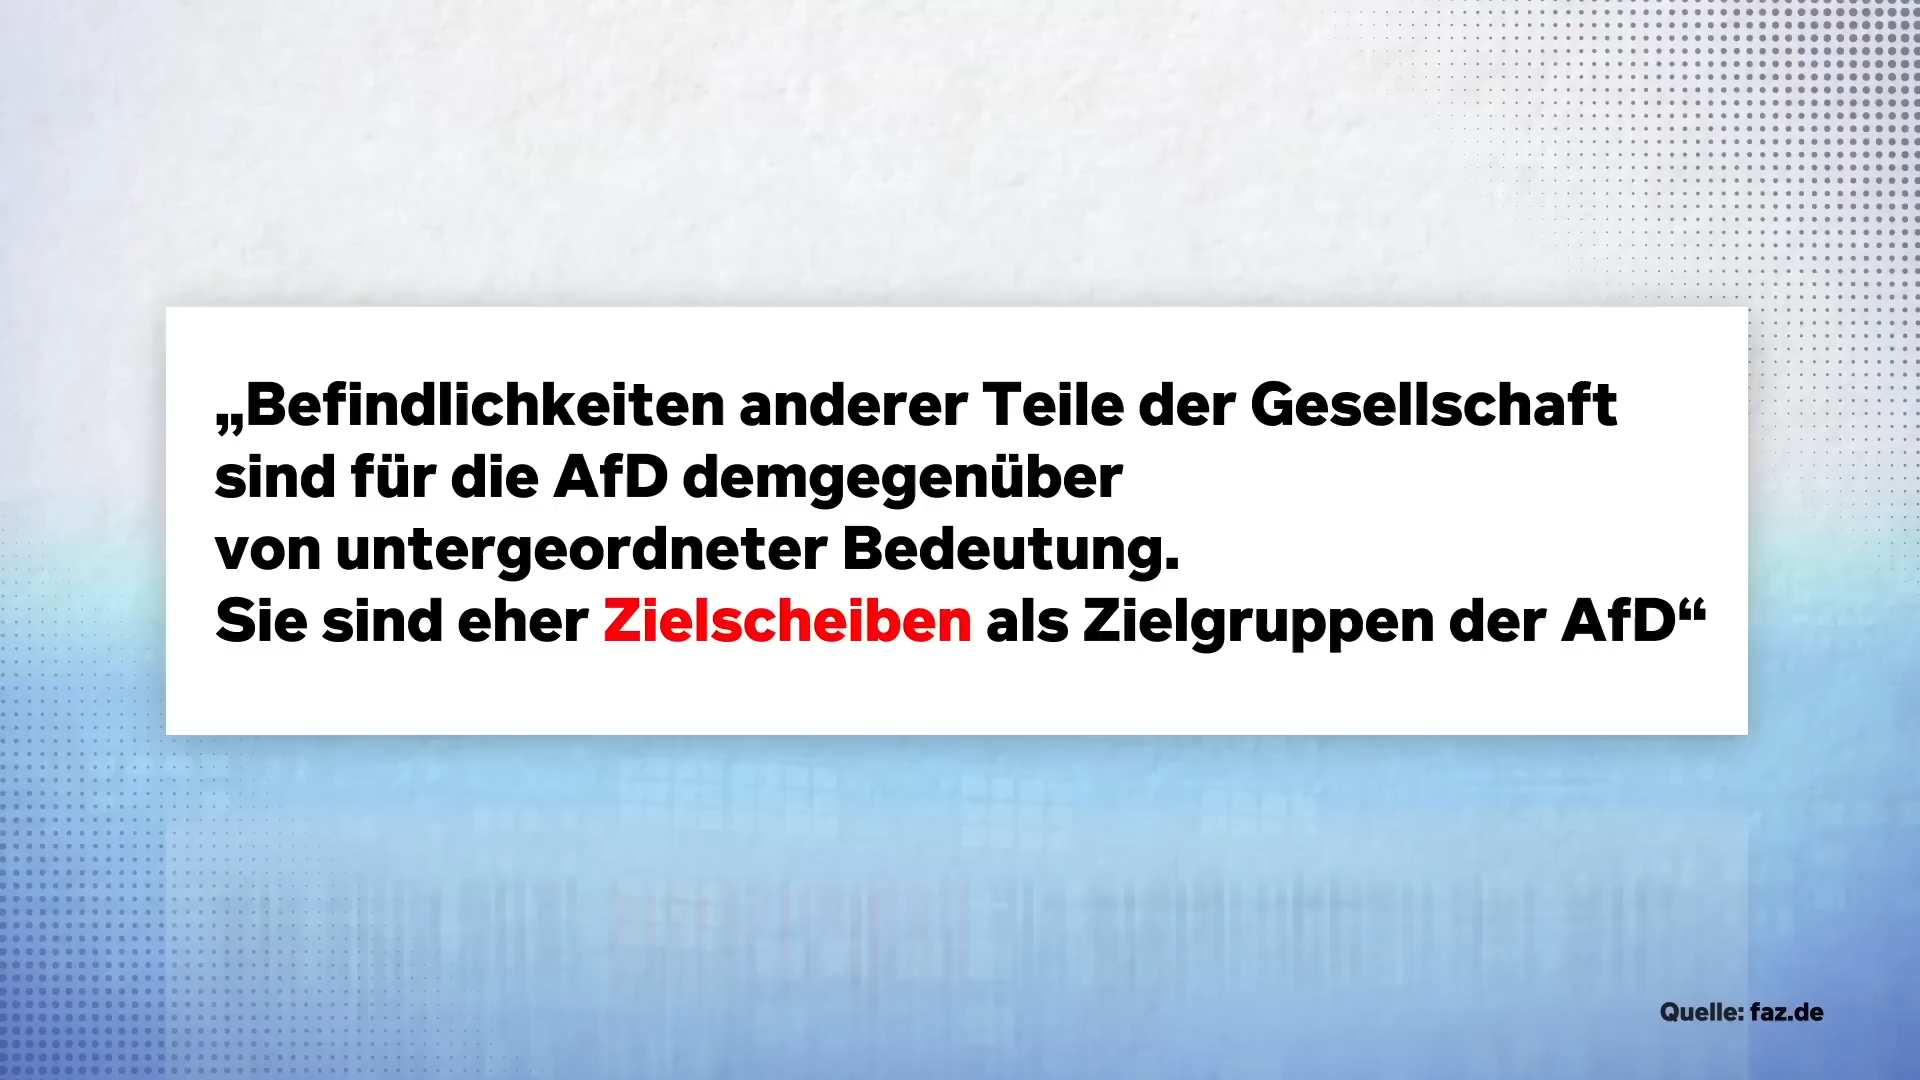 „Befindlichkeiten anderer Teile der Gesellschaft
sind für die AfD demgegenüber
von untergeordneter Bedeutung.
Sie sind eher Zielscheiben als Zielgruppen der AfD“
Quelle: faz.de